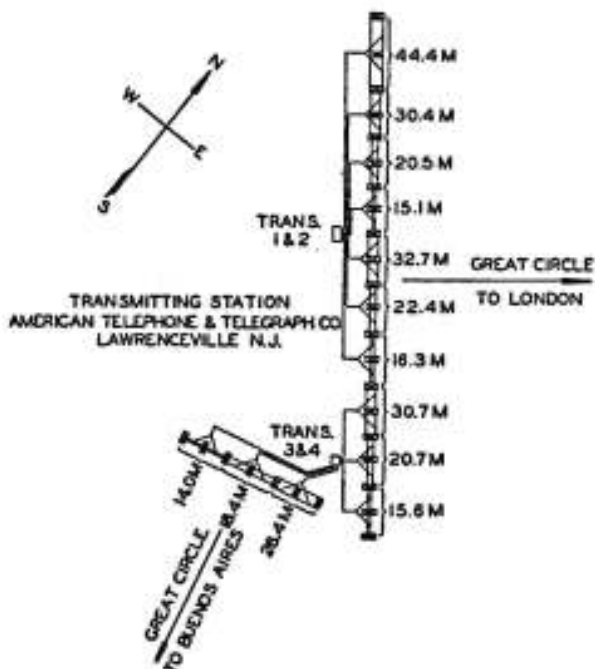 N
W
E
S
44.4 M
30.4 M
20.5 M
15.1 M
TRANS.
1 & 2
32.7 M
GREAT CIRCLE
TO LONDON
TRANSMITTING STATION
AMERICAN TELEPHONE & TELEGRAPH CO.
LAWRENCEVILLE N.J.
22.4 M
16.3 M
30.7 M
TRANS.
3&4
20.7 M
15.6 M
14.0 M
18.4 M
28.4 M
GREAT CIRCLE
TO BUENOS AIRES